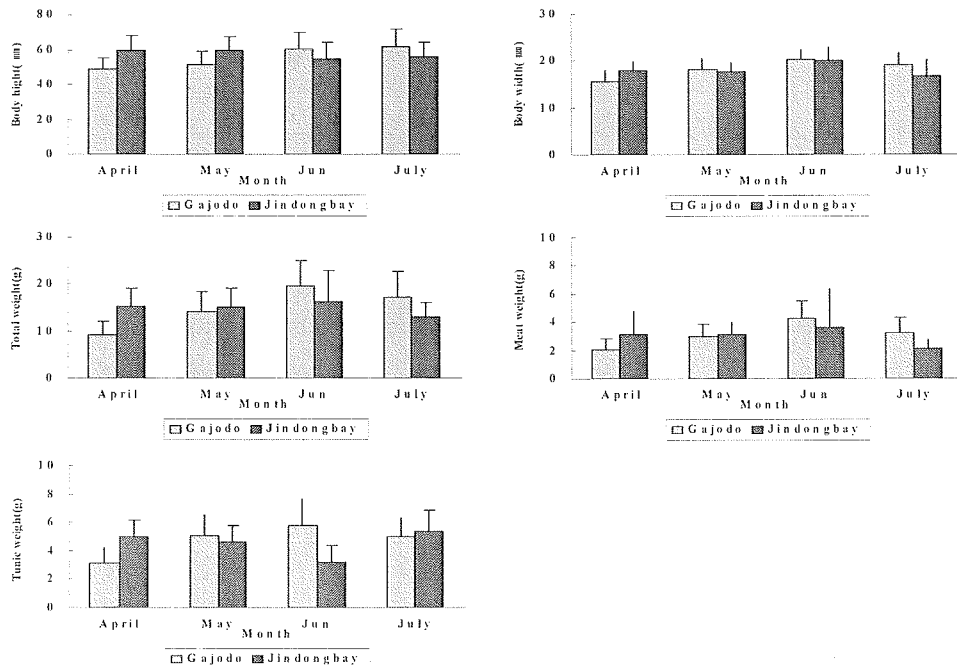 Body hight( mm)
80
60
40
20
0
April May Jun July
Month
Gajodo Jindongbay
Body width( mm)
30
20
10
0
April May Jun July
Month
Gajodo Jindongbay
Total weight(g)
30
20
10
0
April May Jun July
Month
Gajodo Jindongbay
Meat weight(g)
10
8
6
4
2
0
April May Jun July
Month
Gajodo Jindongbay
Tunic weight(g)
10
8
6
4
2
0
April May Jun July
Month
Gajodo Jindongbay